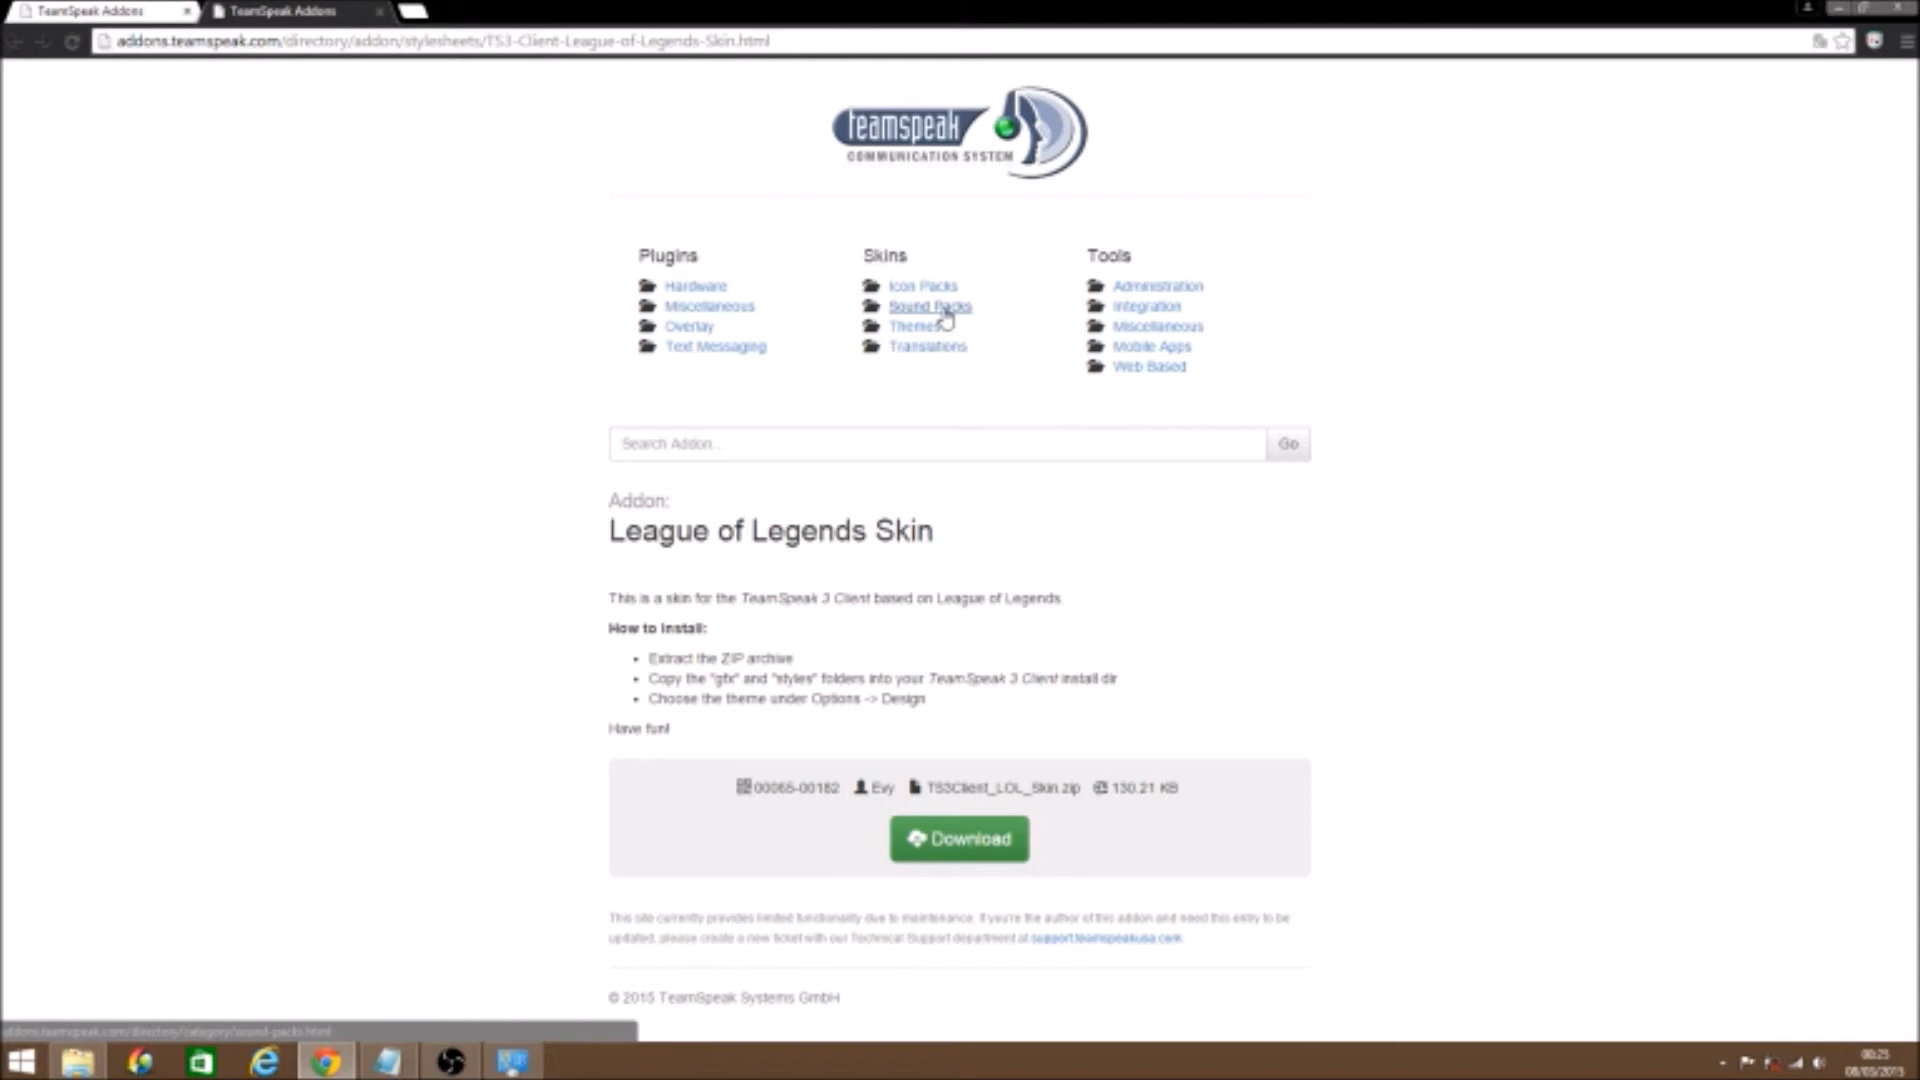 TeamSpeak Addons
TeamSpeak Addons
addons.teamspeak.com/directory/addon/stylesheets/TS3-Client-League-of-Legends-Skin.html
teamspeak
COMMUNICATION SYSTEM
Plugins
Hardware
Miscellaneous
Overlay
Text Messaging
Skins
Icon Packs
Sound Packs
Themes
Translations
Tools
Administration
Integration
Miscellaneous
Mobile Apps
Web Based
Search Addon...
Go
Addon:
League of Legends Skin
This is a skin for the TeamSpeak 3 Client based on League of Legends
How to Install:
• Extract the ZIP archive
• Copy the "gfx" and "styles" folders into your TeamSpeak 3 Client install dir
• Choose the theme under Options -> Design
Have fun!
00065-00182 Evy TS3Client_LOL_Skin.zip 130.21 KB
Download
This site currently provides limited functionality due to maintenance. If you're the author of this addon and need this entry to be
updated, please create a new ticket with our Technical Support department at support.teamspeakusa.com.
© 2015 TeamSpeak Systems GmbH
addons.teamspeak.com/directory/category/sound-packs.html